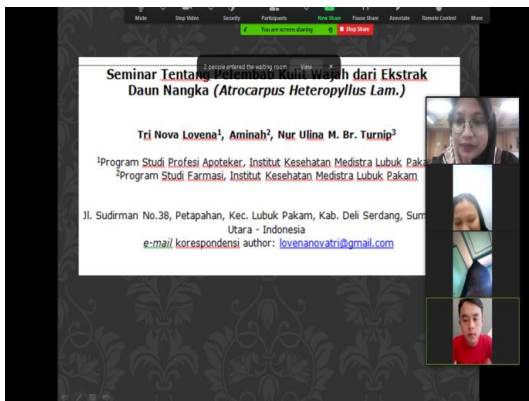 Mute Stop Video Security Participants New Share Pause Share Annotate Remote Control More
You are screen sharing Stop Share
2 people entered the waiting room View ×
Seminar Tentang Pelembab Kulit Wajah dari Ekstrak
Daun Nangka (Atrocarpus Heteropyllus Lam.)
Tri Nova Lovena1, Aminah2, Nur Ulina M. Br. Turnip3
1Program Studi Profesi Apoteker, Institut Kesehatan Medistra Lubuk Paka
2Program Studi Farmasi, Institut Kesehatan Medistra Lubuk Pakam
Jl. Sudirman No.38, Petapahan, Kec. Lubuk Pakam, Kab. Deli Serdang, Sum
Utara - Indonesia
e-mail korespondensi author: lovenanovatri@gmail.com